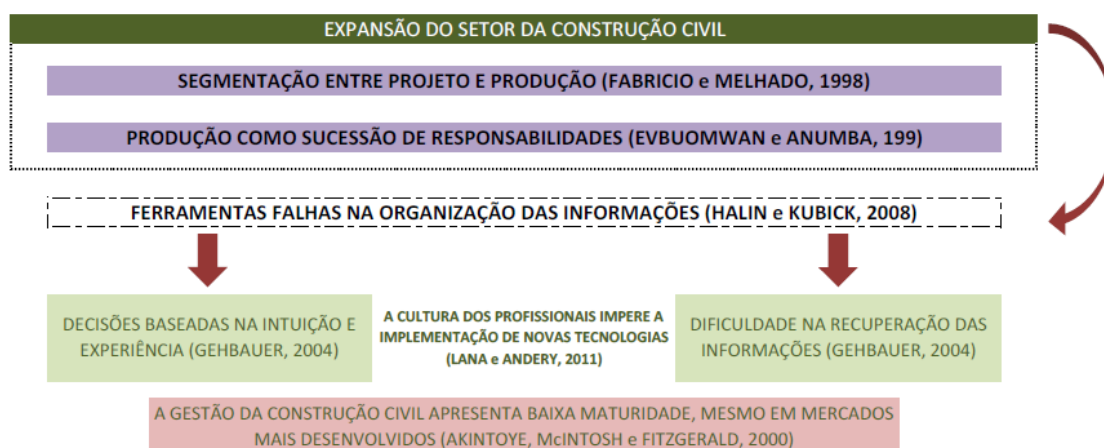 EXPANSÃO DO SETOR DA CONSTRUÇÃO CIVIL
SEGMENTAÇÃO ENTRE PROJETO E PRODUÇÃO (FABRICIO e MELHADO, 1998)
PRODUÇÃO COMO SUCESSÃO DE RESPONSABILIDADES (EVBUOMWAN e ANUMBA, 199)
FERRAMENTAS FALHAS NA ORGANIZAÇÃO DAS INFORMAÇÕES (HALIN e KUBICK, 2008)
DECISÕES BASEADAS NA INTUIÇÃO E
EXPERIÊNCIA (GEHBAUER, 2004)
A CULTURA DOS PROFISSIONAIS IMPERE A
IMPLEMENTAÇÃO DE NOVAS TECNOLOGIAS
(LANA e ANDERY, 2011)
DIFICULDADE NA RECUPERAÇÃO DAS
INFORMAÇÕES (GEHBAUER, 2004)
A GESTÃO DA CONSTRUÇÃO CIVIL APRESENTA BAIXA MATURIDADE, MESMO EM MERCADOS
MAIS DESENVOLVIDOS (AKINTOYE, McINTOSH e FITZGERALD, 2000)